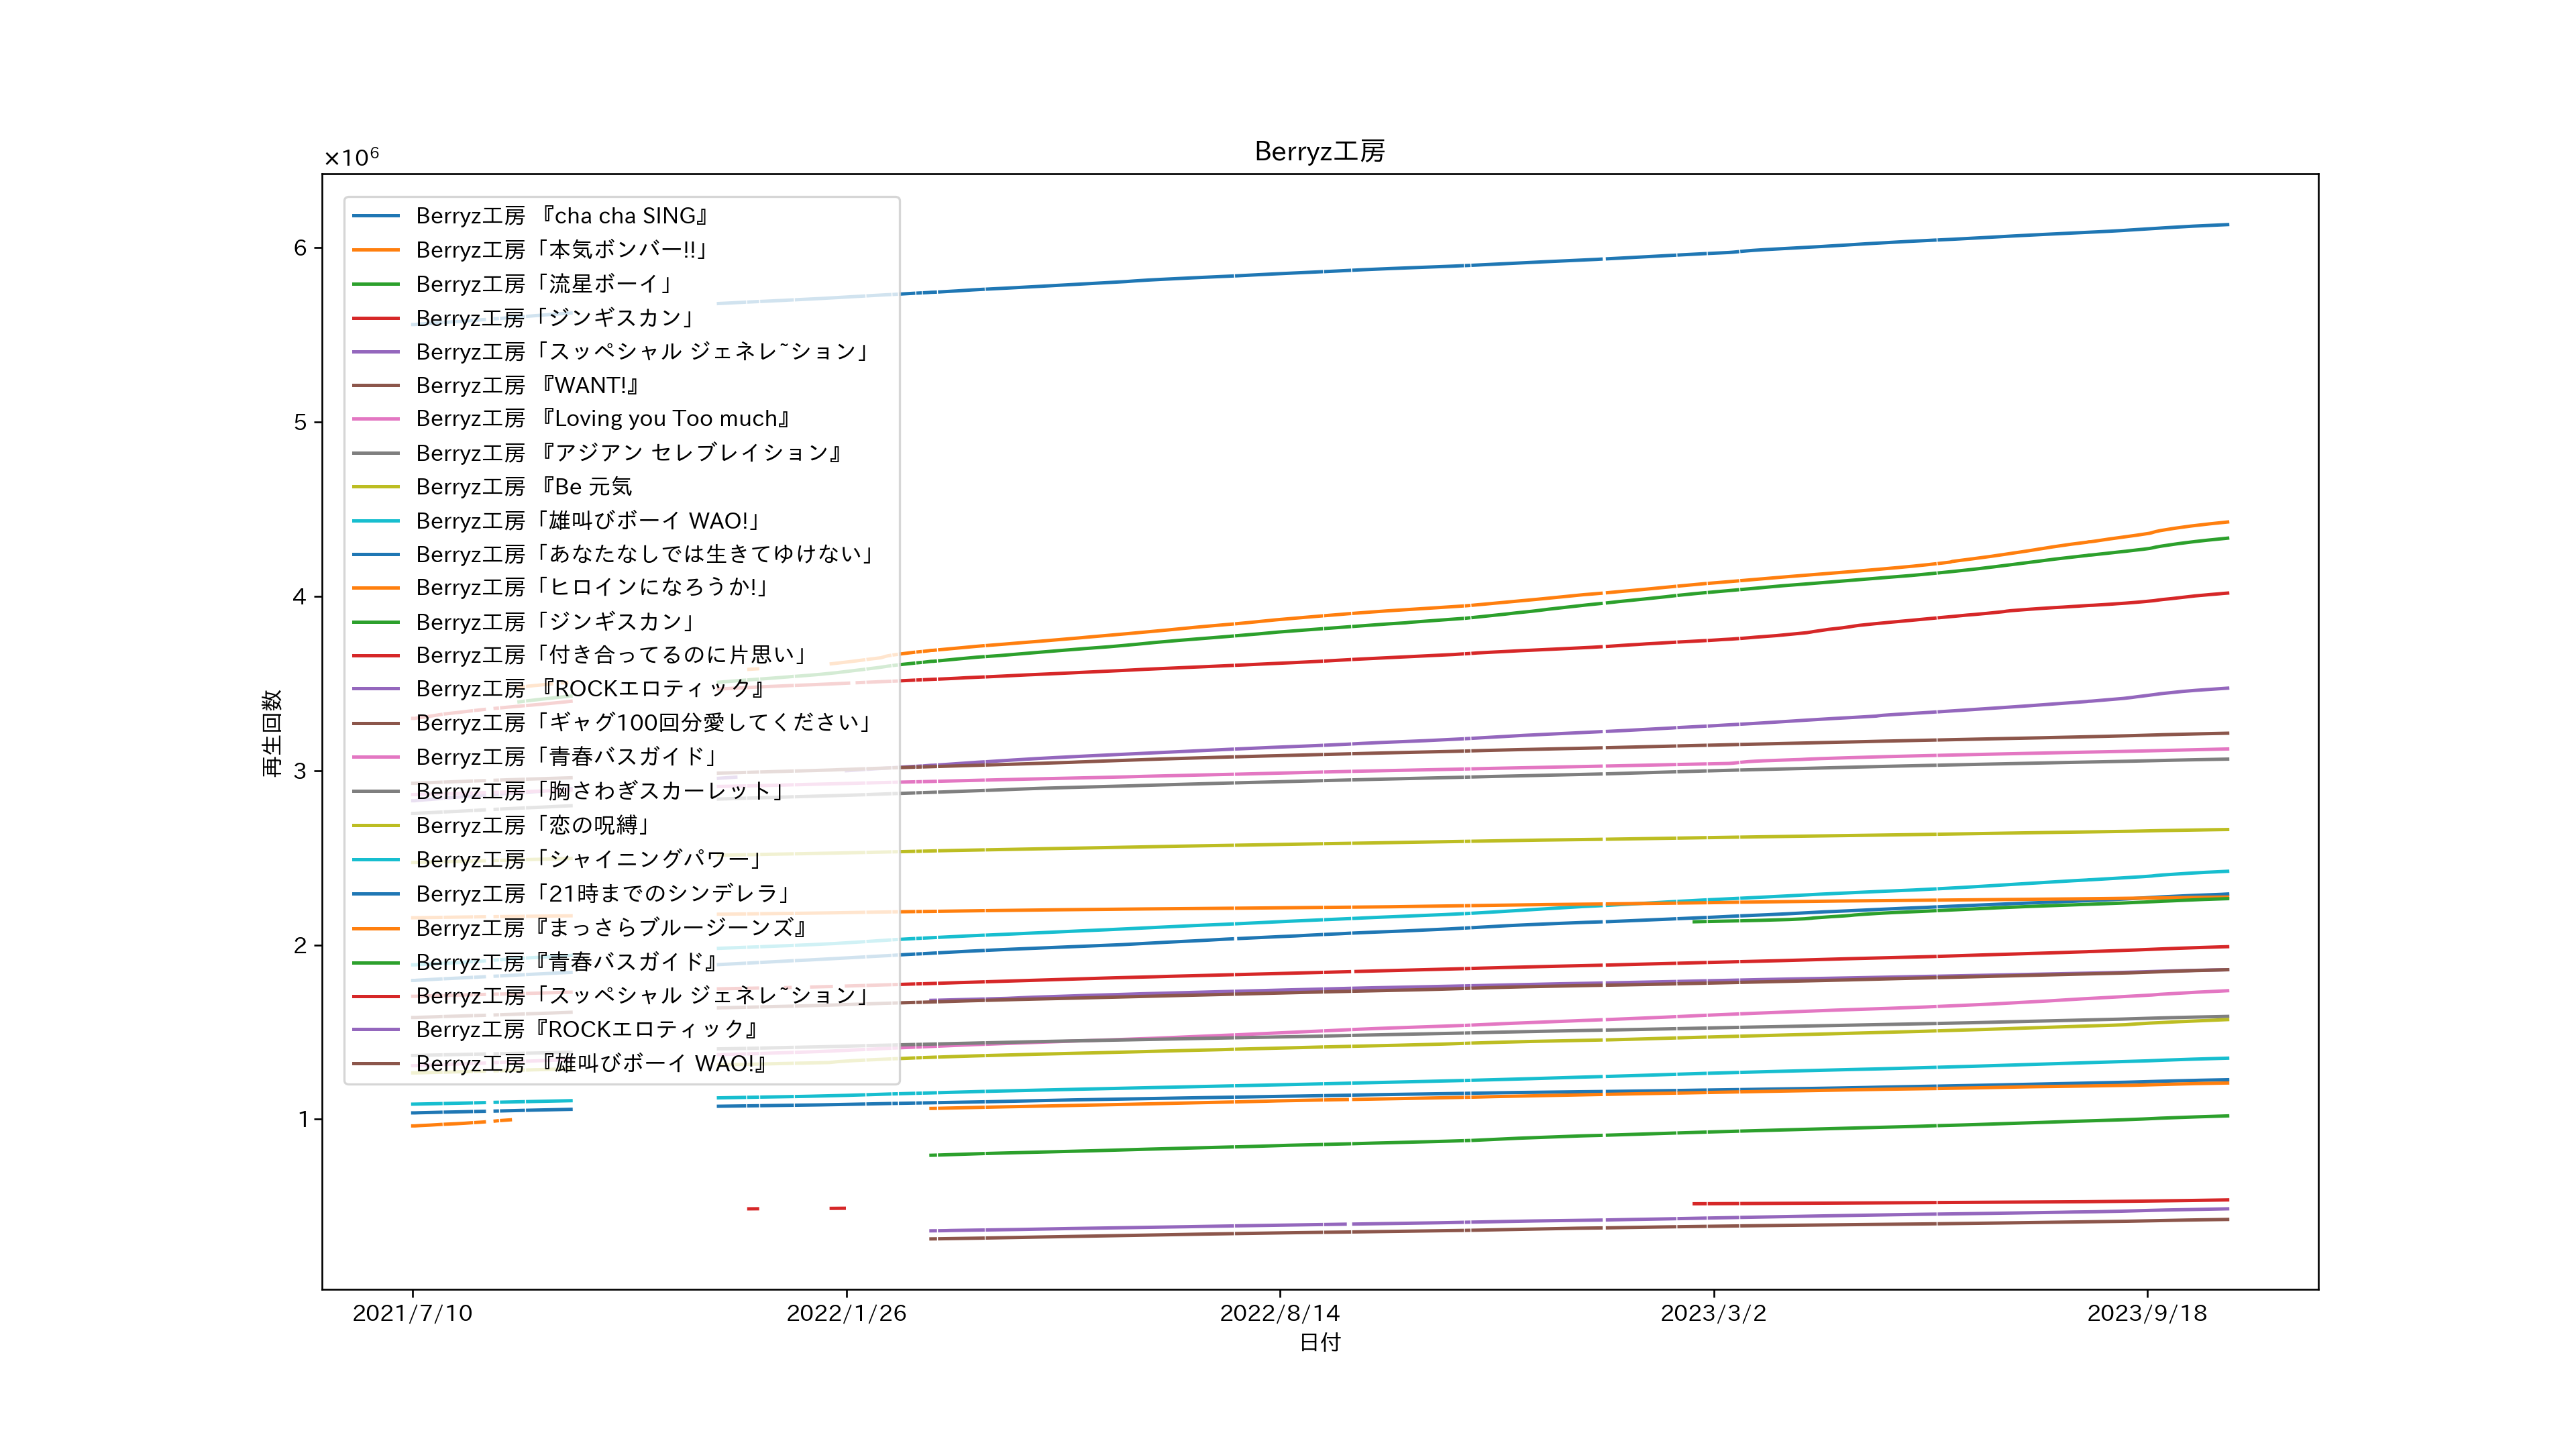 Berryz工房
×10⁶
Berryz工房 『cha cha SING』
Berryz工房「本気ボンバー!!」
Berryz工房「流星ボーイ」
Berryz工房「ジンギスカン」
Berryz工房「スッペシャル ジェネレ~ション」
Berryz工房 『WANT!』
Berryz工房 『Loving you Too much』
Berryz工房 『アジアン セレブレイション』
Berryz工房 『Be 元気
Berryz工房「雄叫びボーイ WAO!」
Berryz工房「あなたなしでは生きてゆけない」
Berryz工房「ヒロインになろうか!」
Berryz工房「ジンギスカン」
Berryz工房「付き合ってるのに片思い」
Berryz工房 『ROCKエロティック』
Berryz工房「ギャグ100回分愛してください」
Berryz工房「青春バスガイド」
Berryz工房「胸さわぎスカーレット」
Berryz工房「恋の呪縛」
Berryz工房「シャイニングパワー」
Berryz工房「21時までのシンデレラ」
Berryz工房『まっさらブルージーンズ』
Berryz工房『青春バスガイド』
Berryz工房「スッペシャル ジェネレ~ション」
Berryz工房『ROCKエロティック』
Berryz工房 『雄叫びボーイ WAO!』
6
5
4
3
2
1
再生回数
2021/7/10
2022/1/26
2022/8/14
2023/3/2
2023/9/18
日付